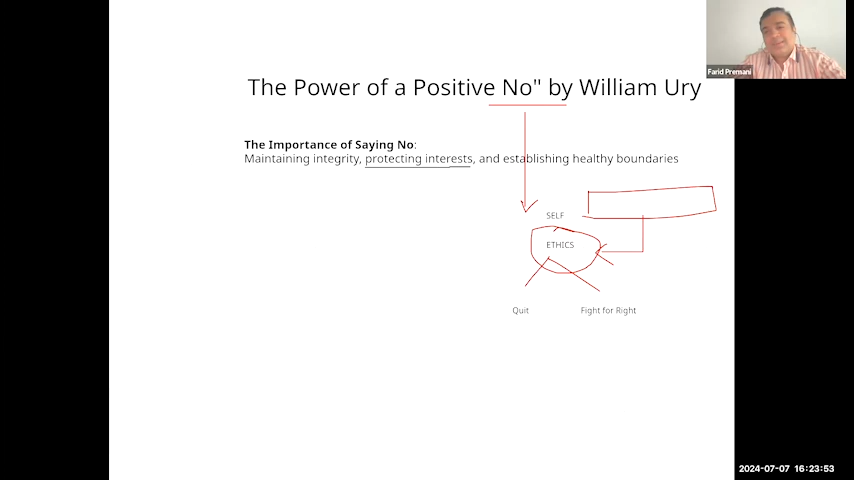 Farid Premani
The Power of a Positive No" by William Ury
The Importance of Saying No:
Maintaining integrity, protecting interests, and establishing healthy boundaries
SELF
ETHICS
Quit
Fight for Right
2024-07-07 16:23:53